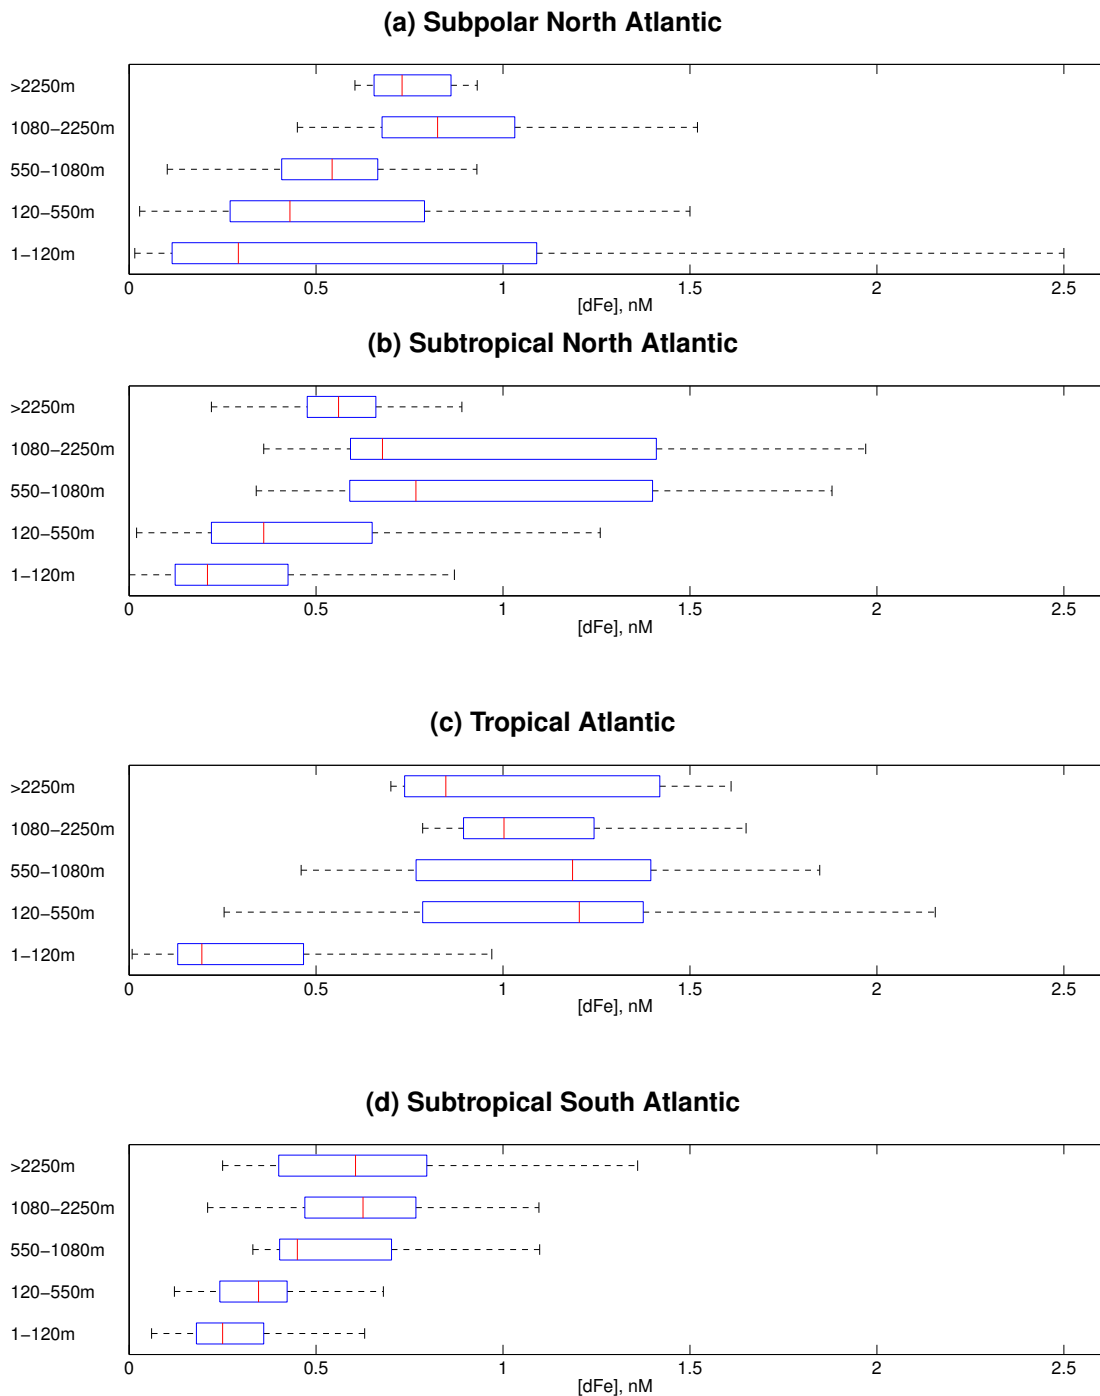 (a) Subpolar North Atlantic
>2250m
1080−2250m
550−1080m
120−550m
1−120m
0 0.5 1 1.5 2 2.5
[dFe], nM
(b) Subtropical North Atlantic
>2250m
1080−2250m
550−1080m
120−550m
1−120m
0 0.5 1 1.5 2 2.5
[dFe], nM
(c) Tropical Atlantic
>2250m
1080−2250m
550−1080m
120−550m
1−120m
0 0.5 1 1.5 2 2.5
[dFe], nM
(d) Subtropical South Atlantic
>2250m
1080−2250m
550−1080m
120−550m
1−120m
0 0.5 1 1.5 2 2.5
[dFe], nM